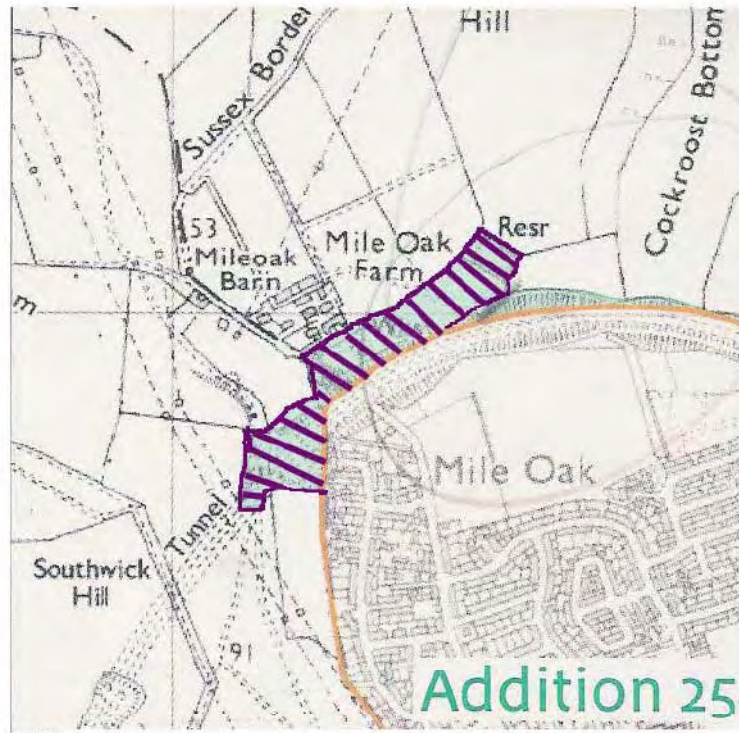 Hill
Sussex Border
Cockroost Bottom
53
Mileoak
Barn
Mile Oak
Farm
Resr
m
Mile Oak
Tunnel
Southwick
Hill
91
Addition 25